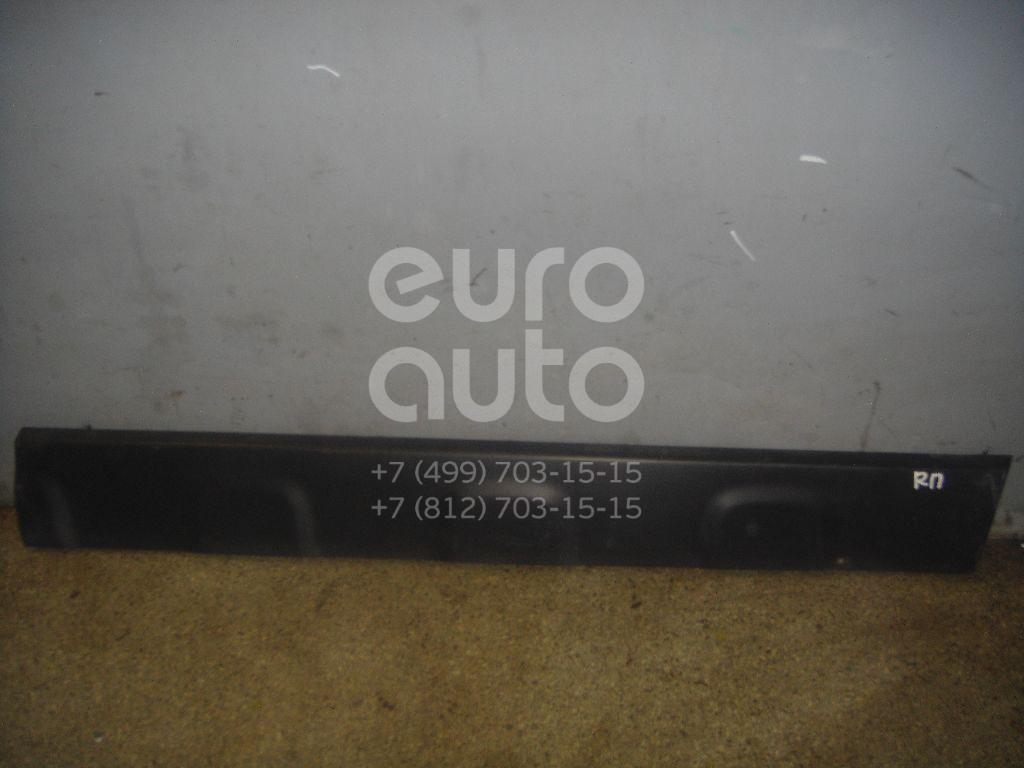 euro
auto
+7 (499) 703-15-15
+7 (812) 703-15-15
RП